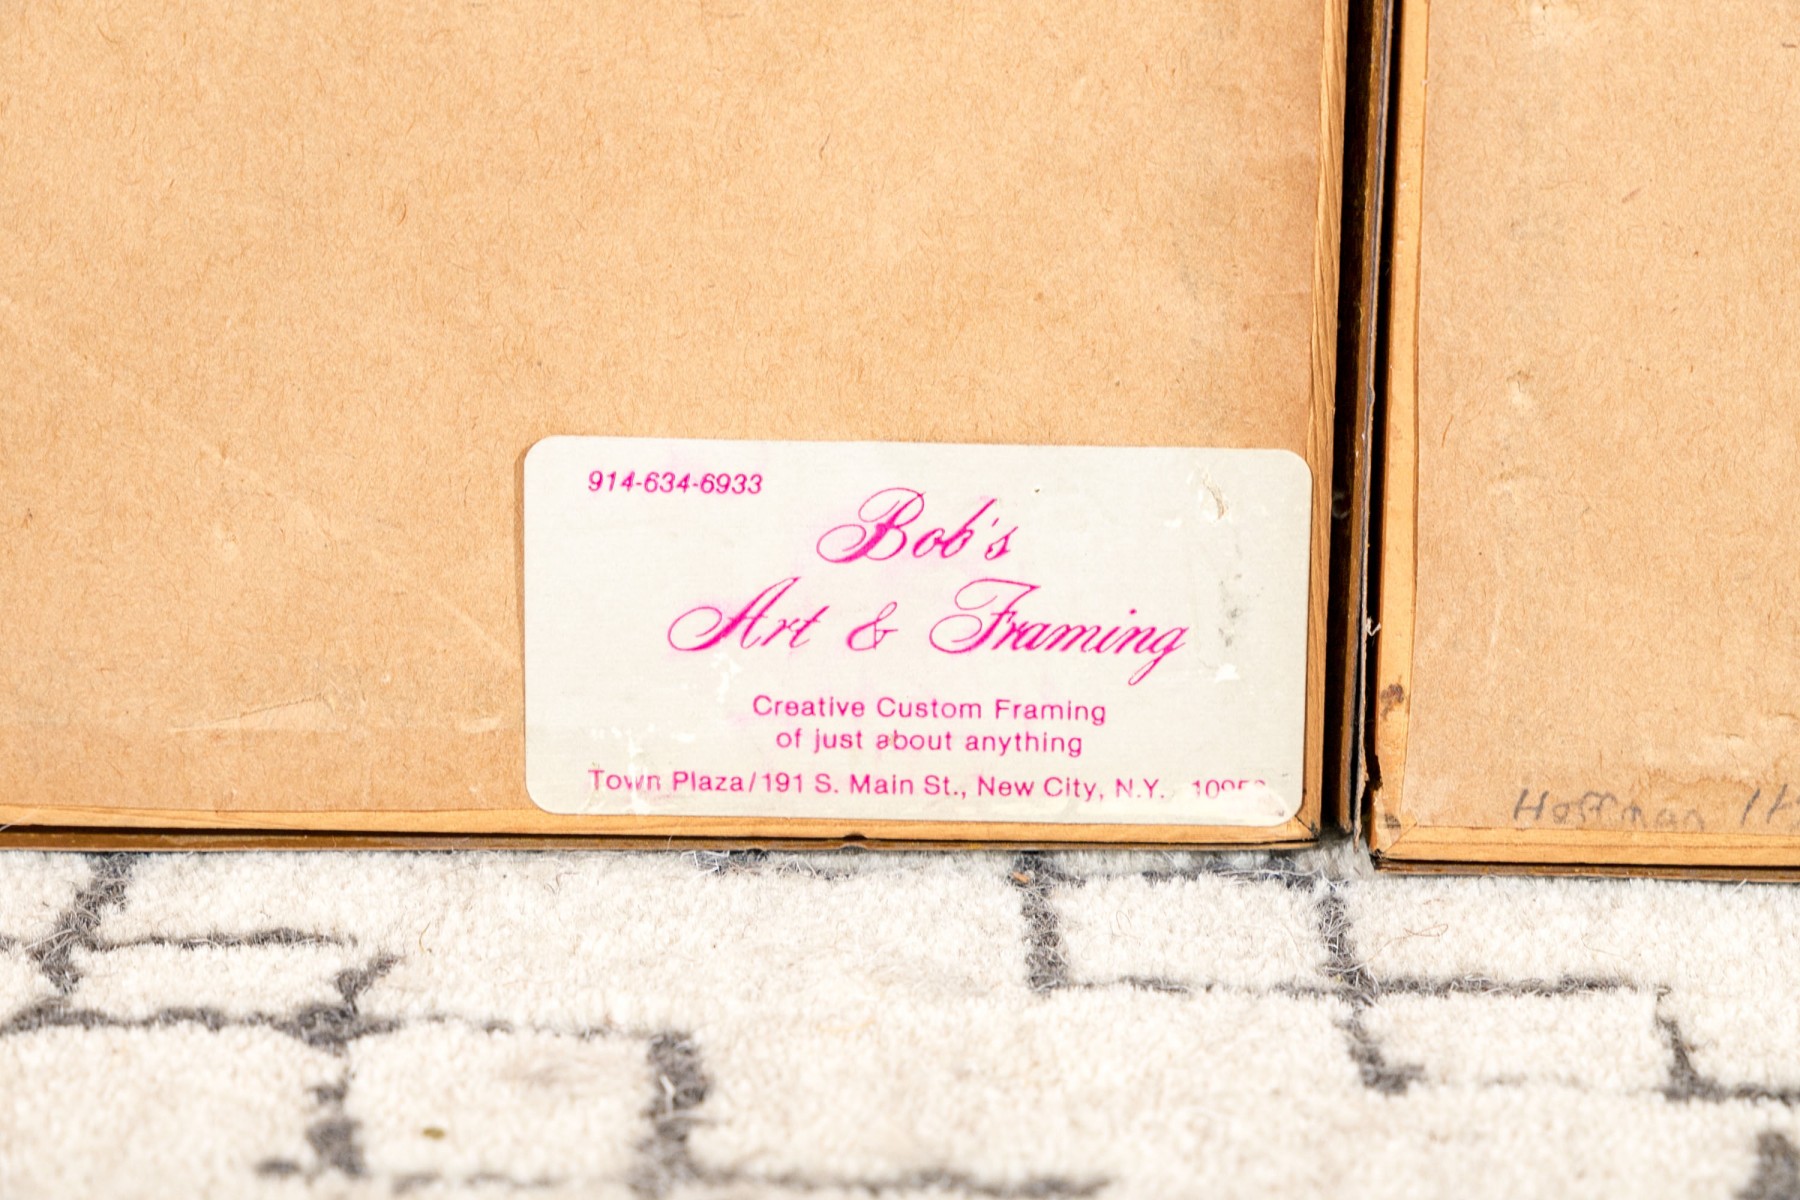 914-634-6933
Bob's
Art & Framing
Creative Custom Framing
of just about anything
Town Plaza/191 S. Main St., New City, N.Y.
Hoffman